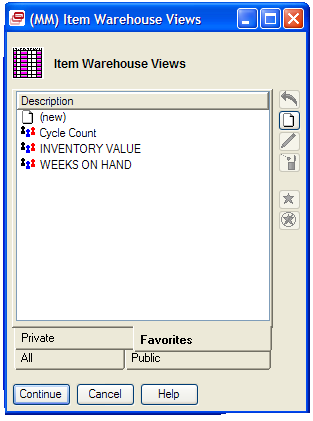 (MM) Item Warehouse Views
Item Warehouse Views
Description
(new)
Cycle Count
INVENTORY VALUE
WEEKS ON HAND
Private
Favorites
All
Public
Continue
Cancel
Help